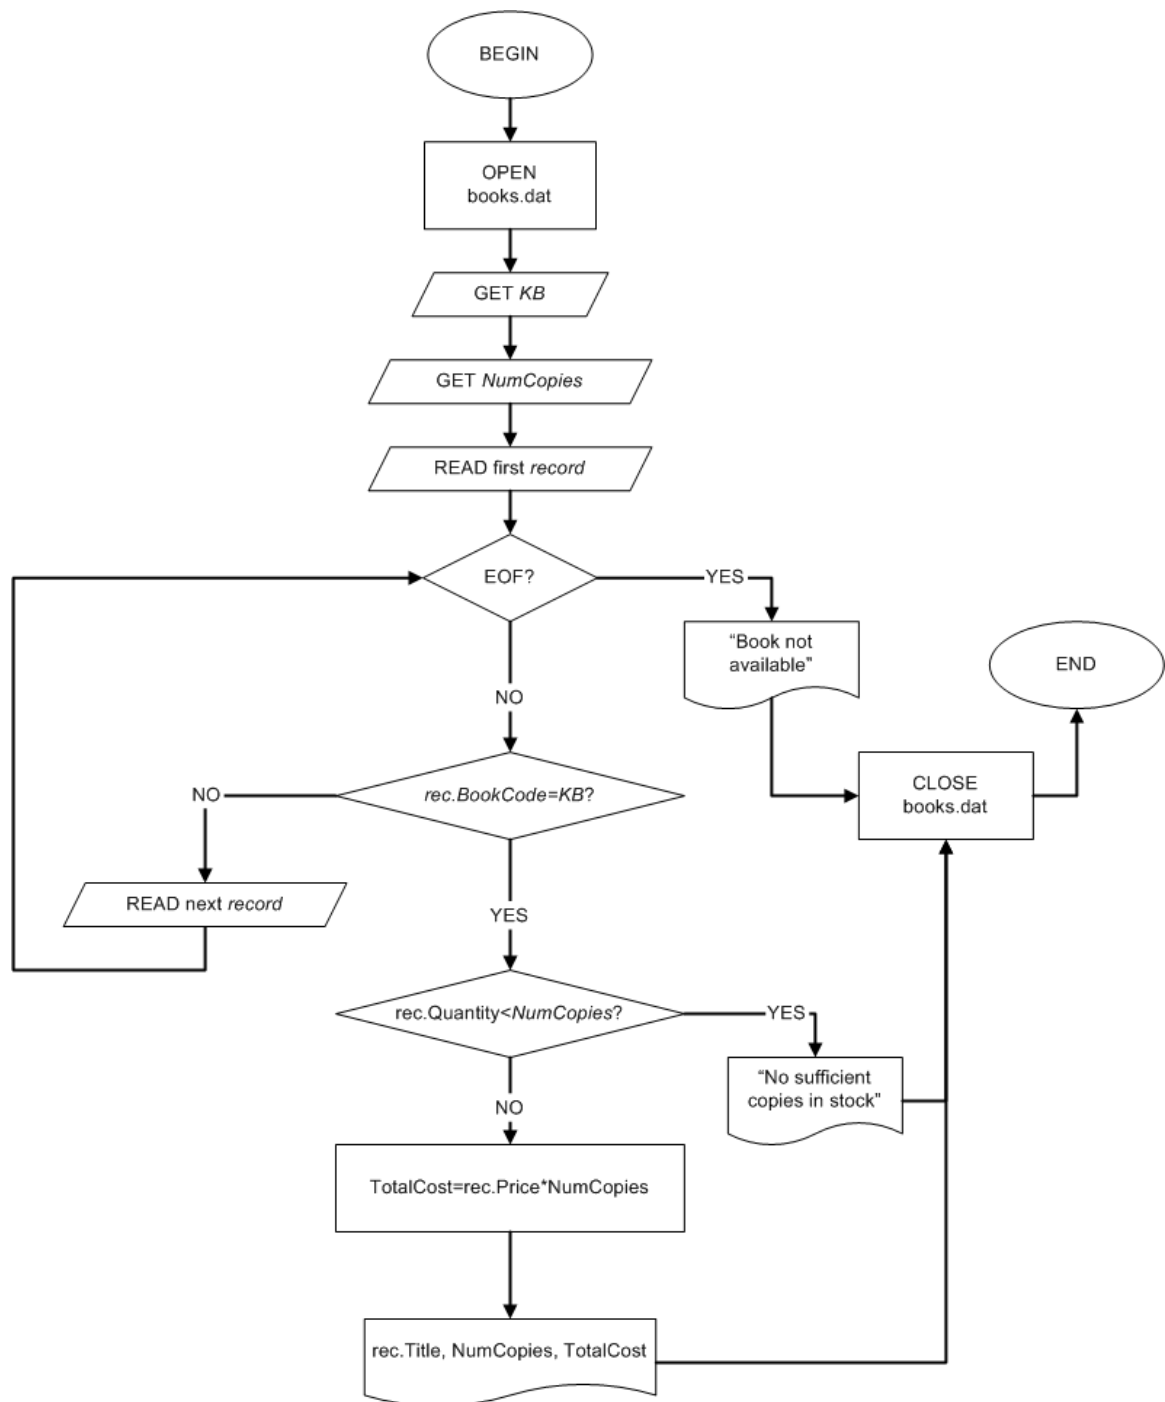 BEGIN
OPEN
books.dat
GET KB
GET NumCopies
READ first record
EOF?
YES
“Book not
available”
END
NO
CLOSE
books.dat
rec.BookCode=KB?
NO
READ next record
YES
rec.Quantity<NumCopies?
YES
“No sufficient
copies in stock”
NO
TotalCost=rec.Price*NumCopies
rec.Title, NumCopies, TotalCost